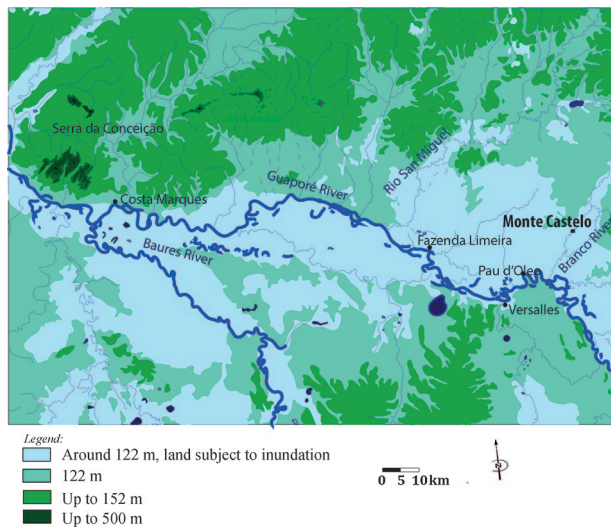 Serra da Conceição
Costa Marques
Guaporé River
Rio San Miguel
Baures River
Fazenda Limeira
Monte Castelo
Branco River
Pau d'Oleo
Versalles
Legend:
Around 122 m, land subject to inundation
122 m
Up to 152 m
Up to 500 m
0 5 10km
N